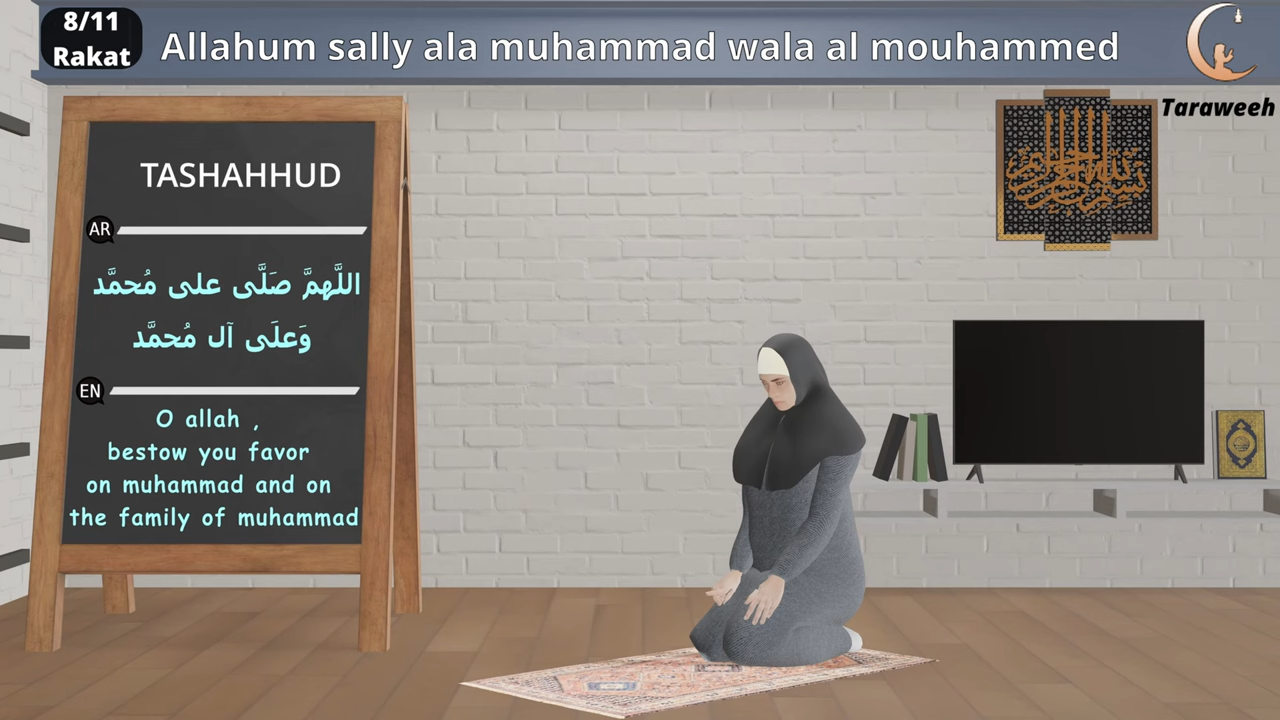 8/11
Rakat
Allahum sally ala muhammad wala al mouhammed
Taraweeh
TASHAHHUD
AR
اللَّهمَّ صَلَّى على مُحمَّد
وَعلَى آل مُحمَّد
EN
O allah ,
bestow you favor
on muhammad and on
the family of muhammad